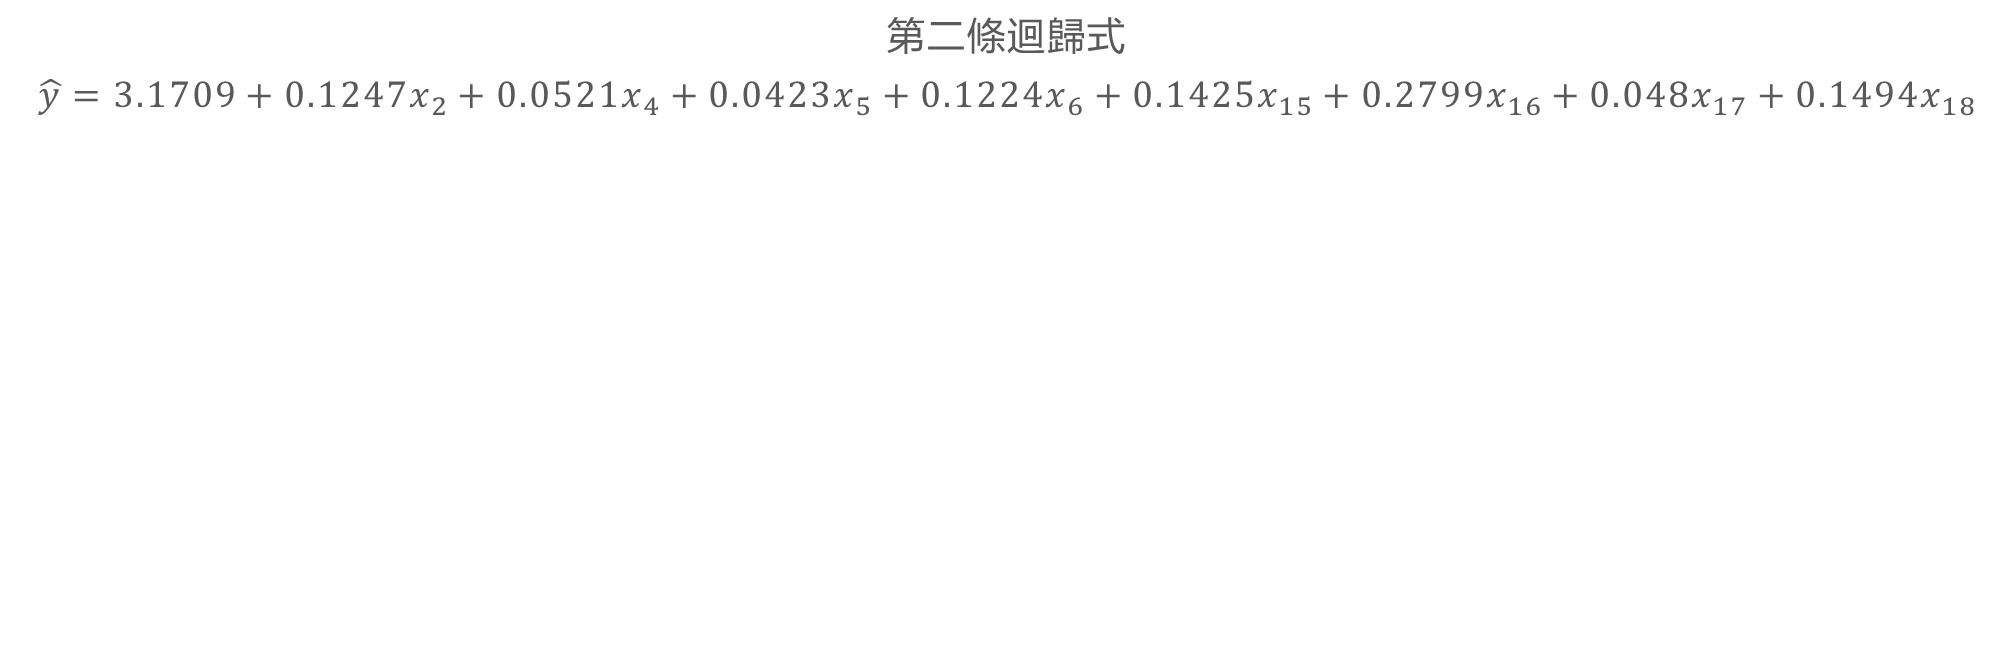 第二條迴歸式
ŷ = 3.1709 + 0.1247x₂ + 0.0521x₄ + 0.0423x₅ + 0.1224x₆ + 0.1425x₁₅ + 0.2799x₁₆ + 0.048x₁₇ + 0.1494x₁₈